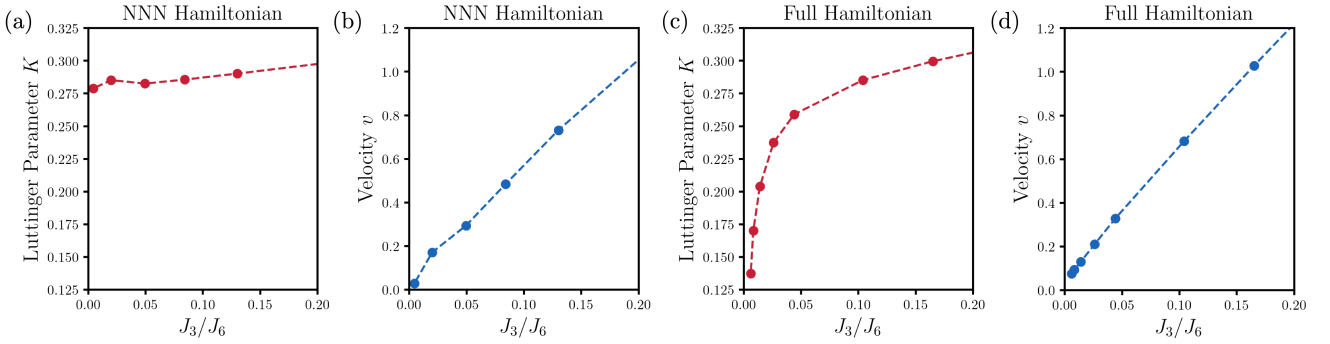 (a)
NNN Hamiltonian
Luttinger Parameter K
0.325
0.300
0.275
0.250
0.225
0.200
0.175
0.150
0.125
0.00 0.05 0.10 0.15 0.20
J₃/J₆
(b)
NNN Hamiltonian
Velocity v
1.2
1.0
0.8
0.6
0.4
0.2
0.0
0.00 0.05 0.10 0.15 0.20
J₃/J₆
(c)
Full Hamiltonian
Luttinger Parameter K
0.325
0.300
0.275
0.250
0.225
0.200
0.175
0.150
0.125
0.00 0.05 0.10 0.15 0.20
J₃/J₆
(d)
Full Hamiltonian
Velocity v
1.2
1.0
0.8
0.6
0.4
0.2
0.0
0.00 0.05 0.10 0.15 0.20
J₃/J₆